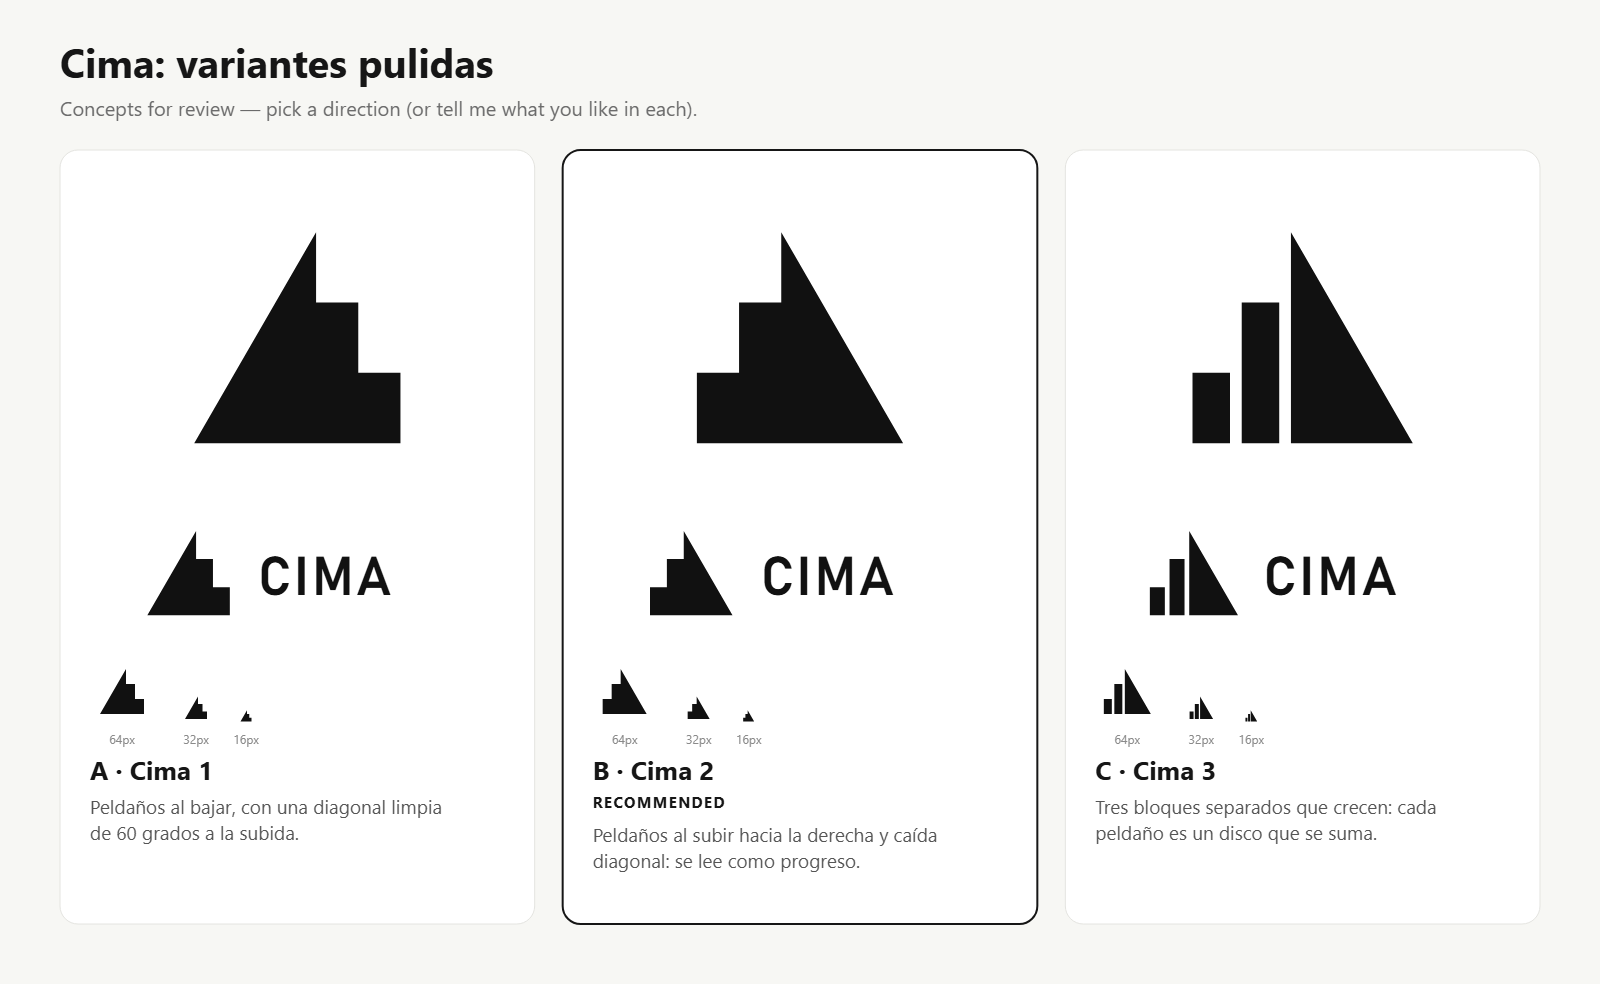 Cima: variantes pulidas
Concepts for review — pick a direction (or tell me what you like in each).
CIMA
64px 32px 16px
A · Cima 1
Peldaños al bajar, con una diagonal limpia
de 60 grados a la subida.
CIMA
64px 32px 16px
B · Cima 2
RECOMMENDED
Peldaños al subir hacia la derecha y caída
diagonal: se lee como progreso.
CIMA
64px 32px 16px
C · Cima 3
Tres bloques separados que crecen: cada
peldaño es un disco que se suma.